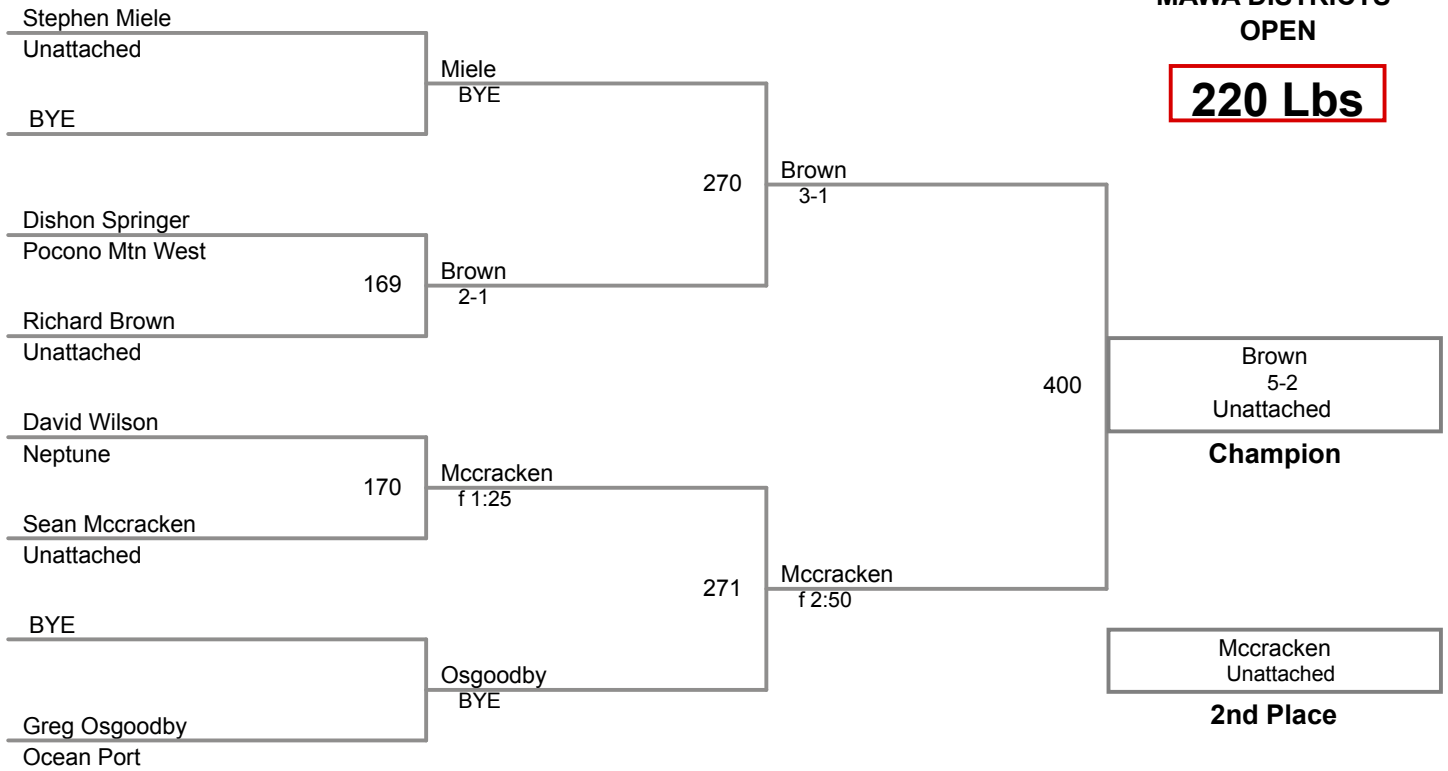 MAWA DISTRICTS
OPEN
220 Lbs
Stephen Miele
Unattached
BYE
Miele
BYE
Dishon Springer
Pocono Mtn West
169
Richard Brown
Unattached
Brown
2-1
270
Brown
3-1
David Wilson
Neptune
170
Sean Mccracken
Unattached
Mccracken
f 1:25
BYE
Greg Osgoodby
Ocean Port
Osgoodby
BYE
271
Mccracken
f 2:50
400
Brown
5-2
Unattached
Champion
Mccracken
Unattached
2nd Place